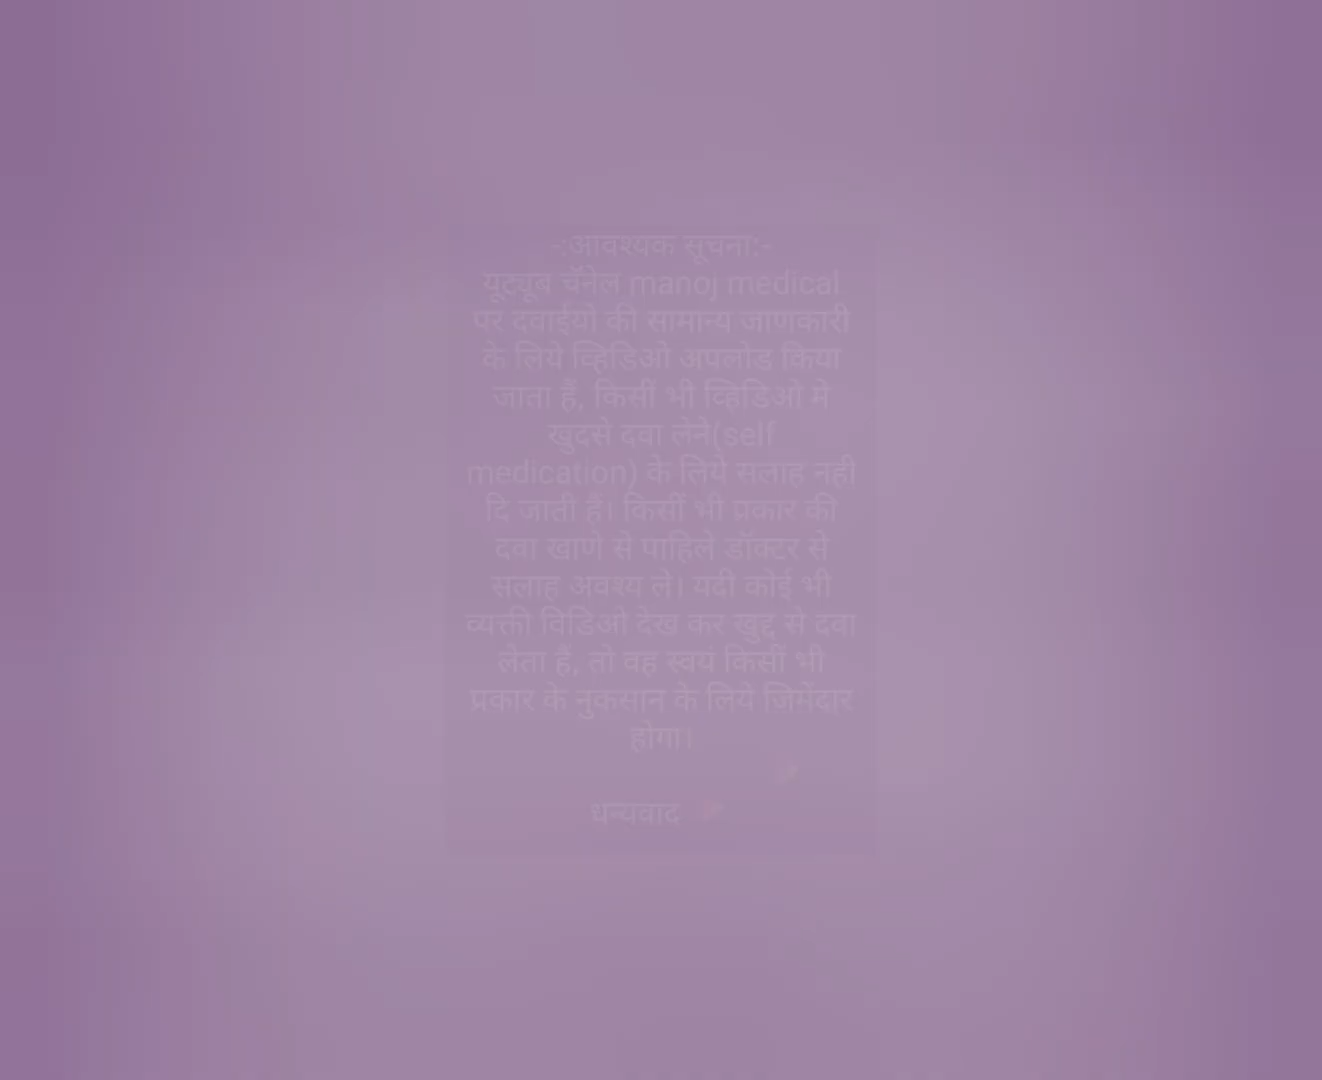 -:आवश्यक सूचना:-
यूट्यूब चॅनेल manoj medical
पर दवाईयो की सामान्य जाणकारी
के लिये व्हिडिओ अपलोड किया
जाता हैं, किसीं भी व्हिडिओ मे
खुदसे दवा लेने(self
medication) के लिये सलाह नही
दि जाती हैं। किसीं भी प्रकार की
दवा खाणे से पाहिले डॉक्टर से
सलाह अवश्य ले। यदी कोई भी
व्यक्ती विडिओ देख कर खुद्द से दवा
लेता हैं, तो वह स्वयं किसीं भी
प्रकार के नुकसान के लिये जिमेंदार
होगा।
धन्यवाद